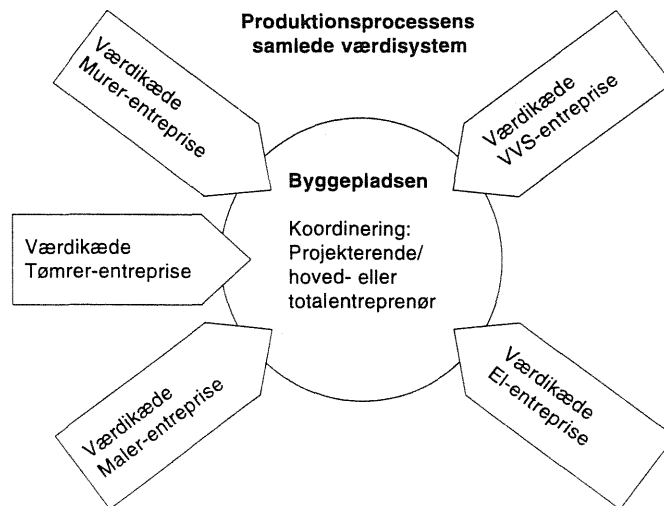 Produktionsprocessens
samlede værdisystem
Værdikæde
Murer-entreprise
Værdikæde
VVS-entreprise
Byggepladsen
Koordinering:
Projekterende/
hoved- eller
totalentreprenør
Værdikæde
Tømrer-entreprise
Værdikæde
Maler-entreprise
Værdikæde
El-entreprise